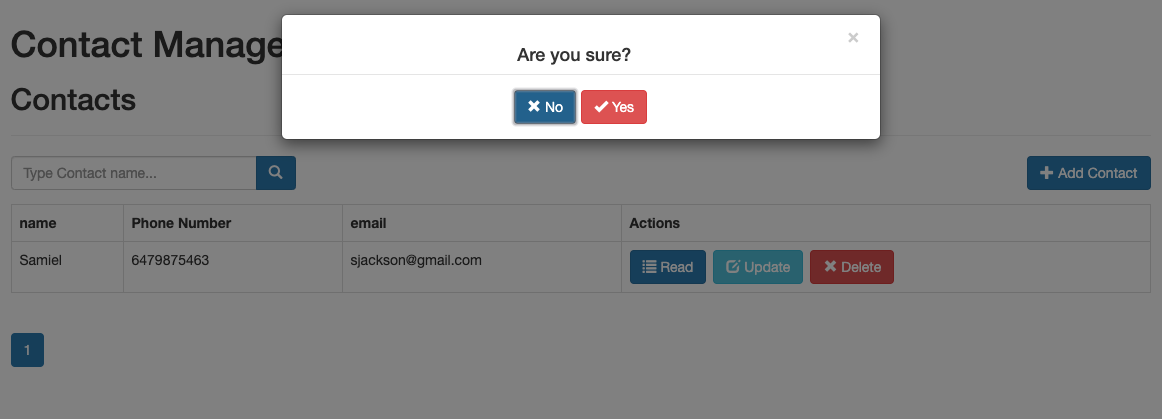 Contact Manage
Contacts
×
Are you sure?
No
Yes
Type Contact name...
Add Contact
name Phone Number email Actions
Samiel 6479875463 sjackson@gmail.com Read Update Delete
1